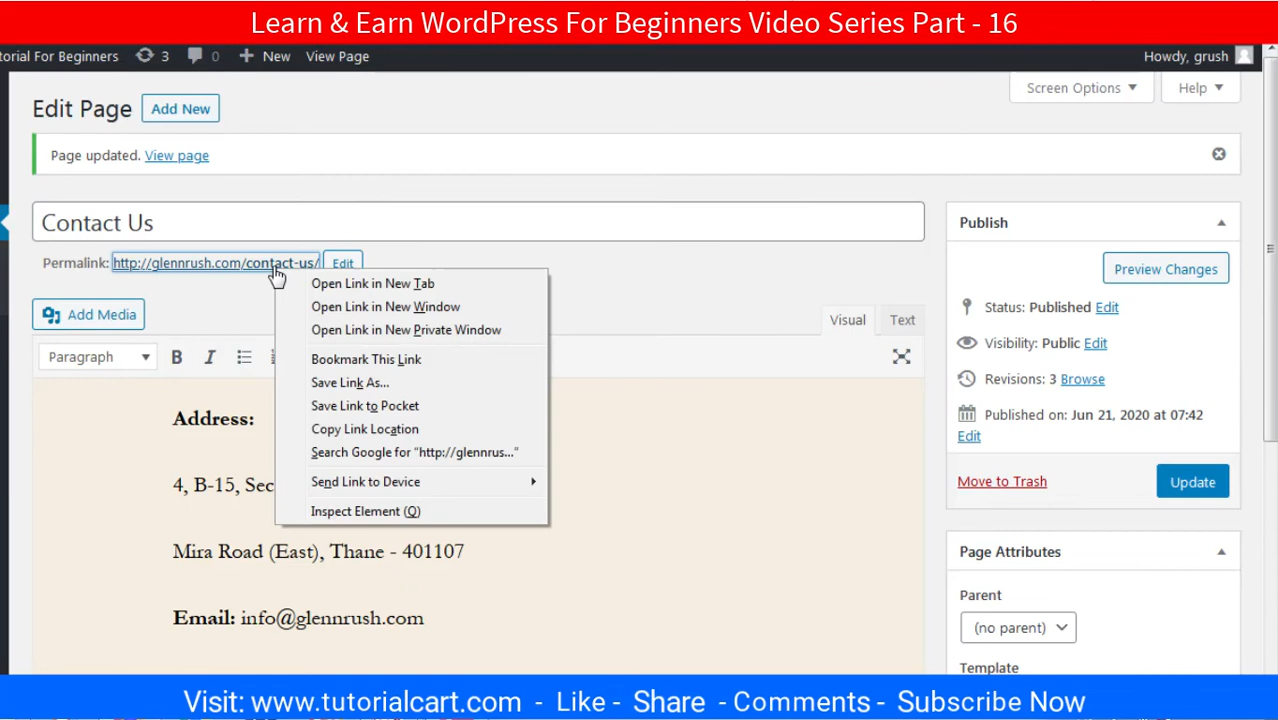 Learn & Earn WordPress For Beginners Video Series Part - 16
torial For Beginners 3 0 New View Page Howdy, grush
Screen Options Help
Edit Page Add New
Page updated. View page
Contact Us
Permalink: http://glennrush.com/contact-us/ Edit
Open Link in New Tab
Open Link in New Window
Open Link in New Private Window
Bookmark This Link
Save Link As...
Save Link to Pocket
Copy Link Location
Search Google for "http://glennrus..."
Send Link to Device
Inspect Element (Q)
Add Media
Visual Text
Paragraph B I
Address:
4, B-15, Sec
Mira Road (East), Thane - 401107
Email: info@glennrush.com
Publish
Preview Changes
Status: Published Edit
Visibility: Public Edit
Revisions: 3 Browse
Published on: Jun 21, 2020 at 07:42
Edit
Move to Trash Update
Page Attributes
Parent
(no parent)
Template
Visit: www.tutorialcart.com - Like - Share - Comments - Subscribe Now